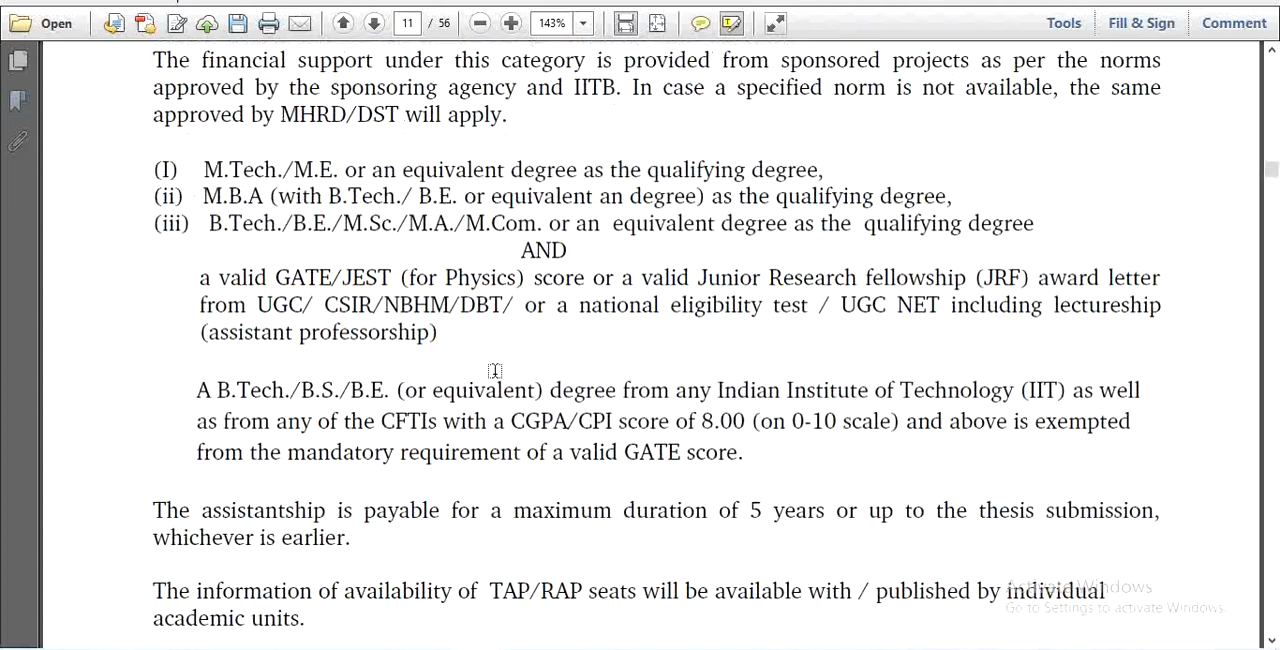 Open 11 / 56 143% Tools Fill & Sign Comment
The financial support under this category is provided from sponsored projects as per the norms
approved by the sponsoring agency and IITB. In case a specified norm is not available, the same
approved by MHRD/DST will apply.
(I) M.Tech./M.E. or an equivalent degree as the qualifying degree,
(ii) M.B.A (with B.Tech./ B.E. or equivalent an degree) as the qualifying degree,
(iii) B.Tech./B.E./M.Sc./M.A./M.Com. or an equivalent degree as the qualifying degree
AND
a valid GATE/JEST (for Physics) score or a valid Junior Research fellowship (JRF) award letter
from UGC/ CSIR/NBHM/DBT/ or a national eligibility test / UGC NET including lectureship
(assistant professorship)
A B.Tech./B.S./B.E. (or equivalent) degree from any Indian Institute of Technology (IIT) as well
as from any of the CFTIs with a CGPA/CPI score of 8.00 (on 0-10 scale) and above is exempted
from the mandatory requirement of a valid GATE score.
The assistantship is payable for a maximum duration of 5 years or up to the thesis submission,
whichever is earlier.
The information of availability of TAP/RAP seats will be available with / published by individual
academic units.
Activate Windows
Go to Settings to activate Windows.